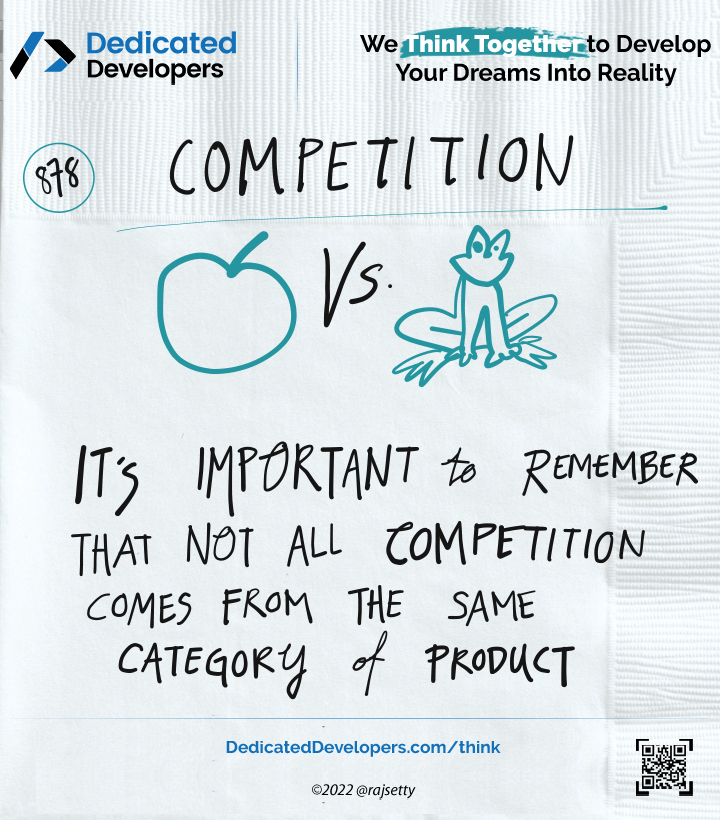 Dedicated
Developers
We Think Together to Develop
Your Dreams Into Reality
878
COMPETITION
Vs.
IT's IMPORTANT to REMEMBER
THAT NOT ALL COMPETITION
COMES FROM THE SAME
CATEGORY of PRODUCT
DedicatedDevelopers.com/think
©2022 @rajsetty